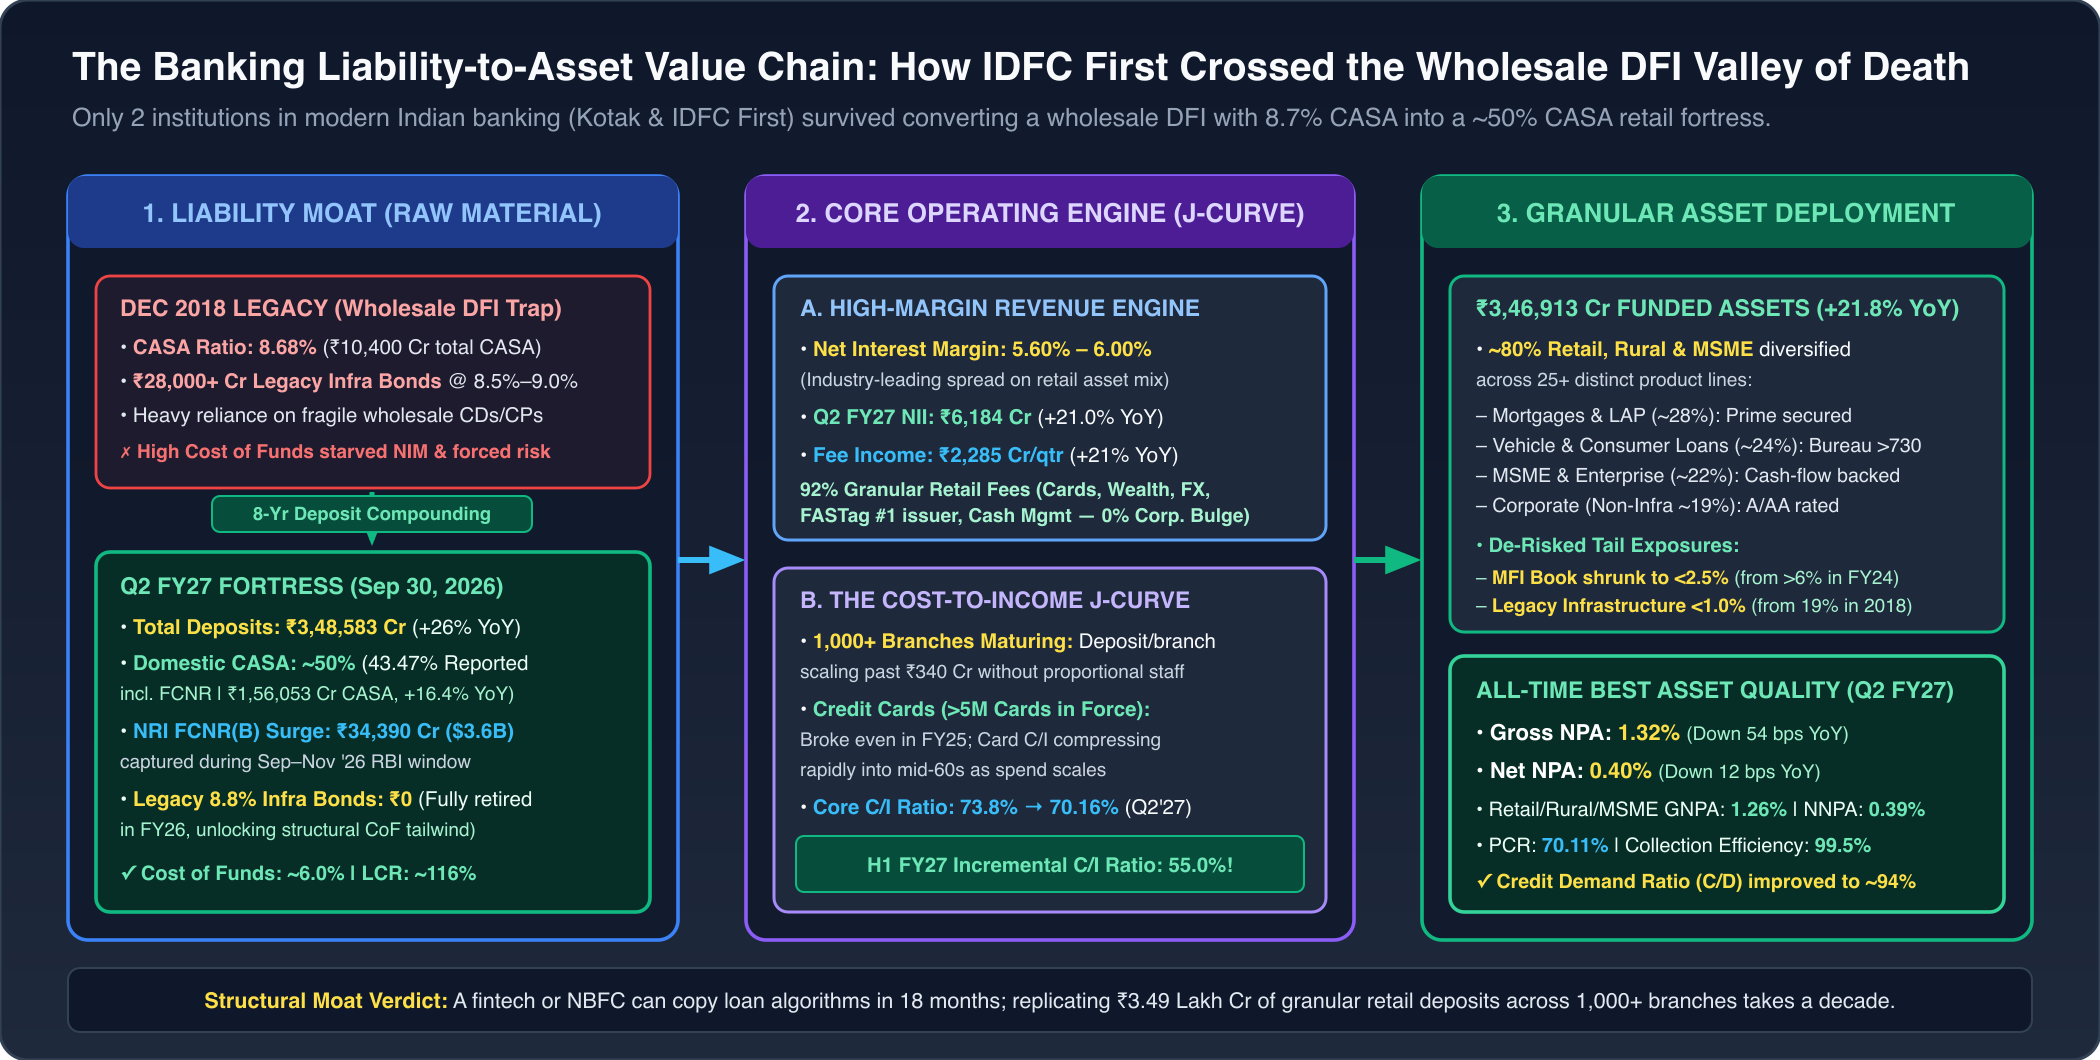 The Banking Liability-to-Asset Value Chain: How IDFC First Crossed the Wholesale DFI Valley of Death
Only 2 institutions in modern Indian banking (Kotak & IDFC First) survived converting a wholesale DFI with 8.7% CASA into a ~50% CASA retail fortress.
1. LIABILITY MOAT (RAW MATERIAL)
DEC 2018 LEGACY (Wholesale DFI Trap)
• CASA Ratio: 8.68% (₹10,400 Cr total CASA)
• ₹28,000+ Cr Legacy Infra Bonds @ 8.5%–9.0%
• Heavy reliance on fragile wholesale CDs/CPs
✗ High Cost of Funds starved NIM & forced risk
8-Yr Deposit Compounding
Q2 FY27 FORTRESS (Sep 30, 2026)
• Total Deposits: ₹3,48,583 Cr (+26% YoY)
• Domestic CASA: ~50% (43.47% Reported
incl. FCNR | ₹1,56,053 Cr CASA, +16.4% YoY)
• NRI FCNR(B) Surge: ₹34,390 Cr ($3.6B)
captured during Sep–Nov '26 RBI window
• Legacy 8.8% Infra Bonds: ₹0 (Fully retired
in FY26, unlocking structural CoF tailwind)
✓ Cost of Funds: ~6.0% | LCR: ~116%
2. CORE OPERATING ENGINE (J-CURVE)
A. HIGH-MARGIN REVENUE ENGINE
• Net Interest Margin: 5.60% – 6.00%
(Industry-leading spread on retail asset mix)
• Q2 FY27 NII: ₹6,184 Cr (+21.0% YoY)
• Fee Income: ₹2,285 Cr/qtr (+21% YoY)
92% Granular Retail Fees (Cards, Wealth, FX,
FASTag #1 issuer, Cash Mgmt — 0% Corp. Bulge)
B. THE COST-TO-INCOME J-CURVE
• 1,000+ Branches Maturing: Deposit/branch
scaling past ₹340 Cr without proportional staff
• Credit Cards (>5M Cards in Force):
Broke even in FY25; Card C/I compressing
rapidly into mid-60s as spend scales
• Core C/I Ratio: 73.8% → 70.16% (Q2'27)
H1 FY27 Incremental C/I Ratio: 55.0%!
3. GRANULAR ASSET DEPLOYMENT
₹3,46,913 Cr FUNDED ASSETS (+21.8% YoY)
• ~80% Retail, Rural & MSME diversified
across 25+ distinct product lines:
– Mortgages & LAP (~28%): Prime secured
– Vehicle & Consumer Loans (~24%): Bureau >730
– MSME & Enterprise (~22%): Cash-flow backed
– Corporate (Non-Infra ~19%): A/AA rated
• De-Risked Tail Exposures:
– MFI Book shrunk to <2.5% (from >6% in FY24)
– Legacy Infrastructure <1.0% (from 19% in 2018)
ALL-TIME BEST ASSET QUALITY (Q2 FY27)
• Gross NPA: 1.32% (Down 54 bps YoY)
• Net NPA: 0.40% (Down 12 bps YoY)
• Retail/Rural/MSME GNPA: 1.26% | NNPA: 0.39%
• PCR: 70.11% | Collection Efficiency: 99.5%
✓ Credit Demand Ratio (C/D) improved to ~94%
Structural Moat Verdict: A fintech or NBFC can copy loan algorithms in 18 months; replicating ₹3.49 Lakh Cr of granular retail deposits across 1,000+ branches takes a decade.